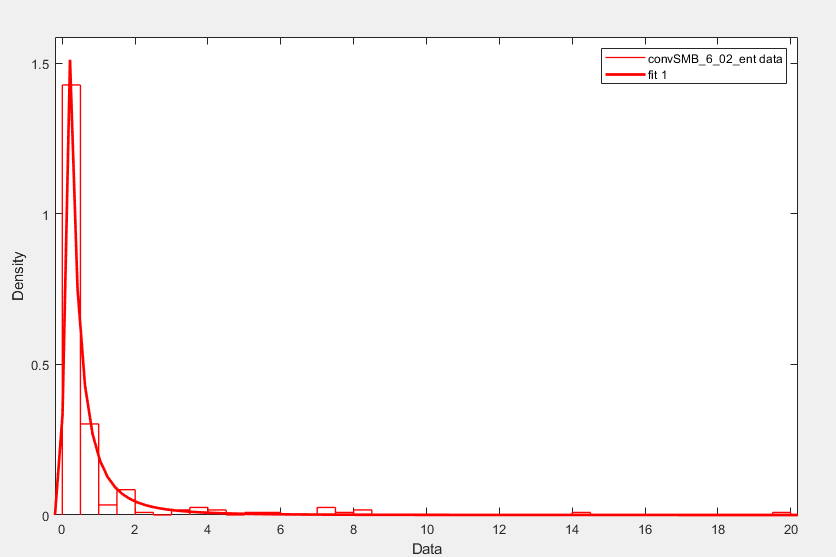 convSMB_6_02_ent data
fit 1
1.5
1
0.5
0
Density
0 2 4 6 8 10 12 14 16 18 20
Data